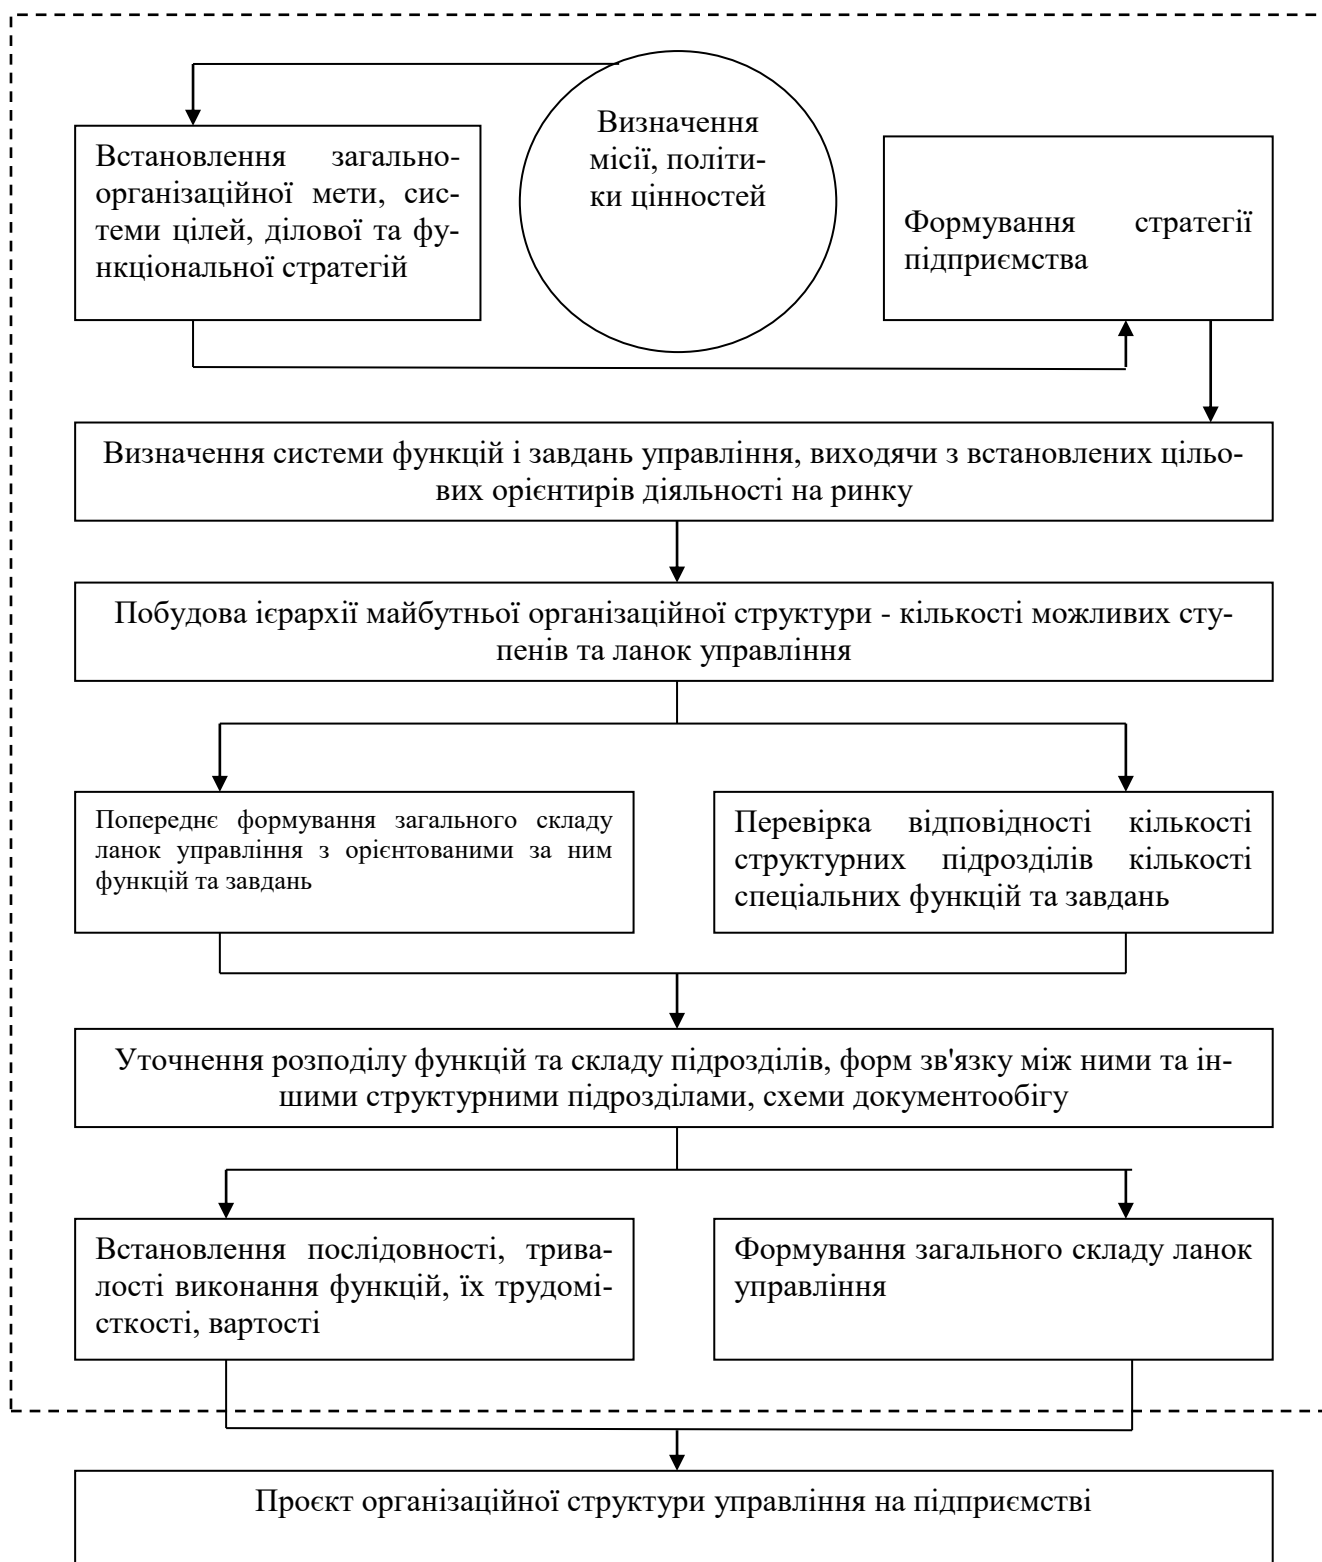 Визначення
місії, політи-
ки цінностей
Встановлення загально-
організаційної мети, сис-
теми цілей, ділової та фу-
нкціональної стратегій
Формування стратегії
підприємства
Визначення системи функцій і завдань управління, виходячи з встановлених цільо-
вих орієнтирів діяльності на ринку
Побудова ієрархії майбутньої організаційної структури - кількості можливих сту-
пенів та ланок управління
Попереднє формування загального складу
ланок управління з орієнтованими за ним
функцій та завдань
Перевірка відповідності кількості
структурних підрозділів кількості
спеціальних функцій та завдань
Уточнення розподілу функцій та складу підрозділів, форм зв'язку між ними та ін-
шими структурними підрозділами, схеми документообігу
Встановлення послідовності, трива-
лості виконання функцій, їх трудомі-
сткості, вартості
Формування загального складу ланок
управління
Проєкт організаційної структури управління на підприємстві